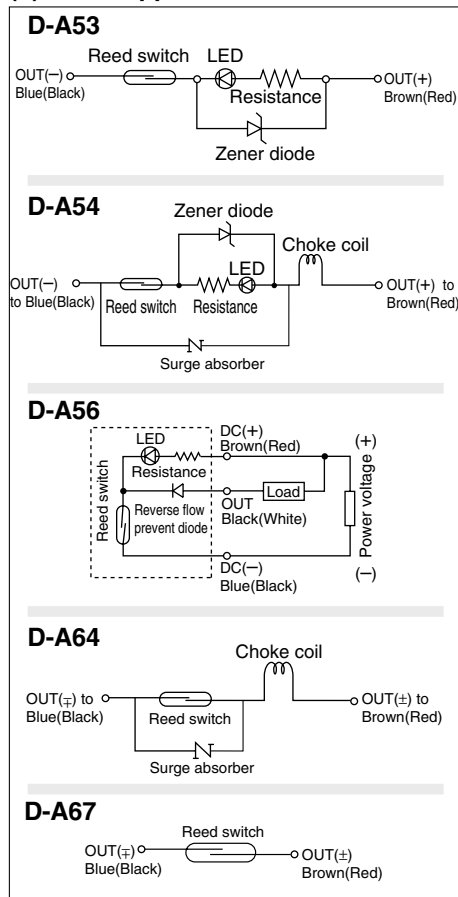 D-A53
Reed switch LED
OUT(−) OUT(+)
Blue(Black) Resistance Brown(Red)
Zener diode
D-A54
Zener diode
Choke coil
LED
OUT(−) OUT(+) to
to Blue(Black) Reed switch Resistance Brown(Red)
Surge absorber
D-A56
DC(+)
LED Brown(Red) (+)
Resistance
Reed switch
Load
OUT
Reverse flow Black(White)
prevent diode
Power voltage
DC(−) (−)
Blue(Black)
D-A64
Choke coil
OUT(∓) to OUT(±) to
Blue(Black) Reed switch Brown(Red)
Surge absorber
D-A67
Reed switch
OUT(∓) OUT(±)
Blue(Black) Brown(Red)